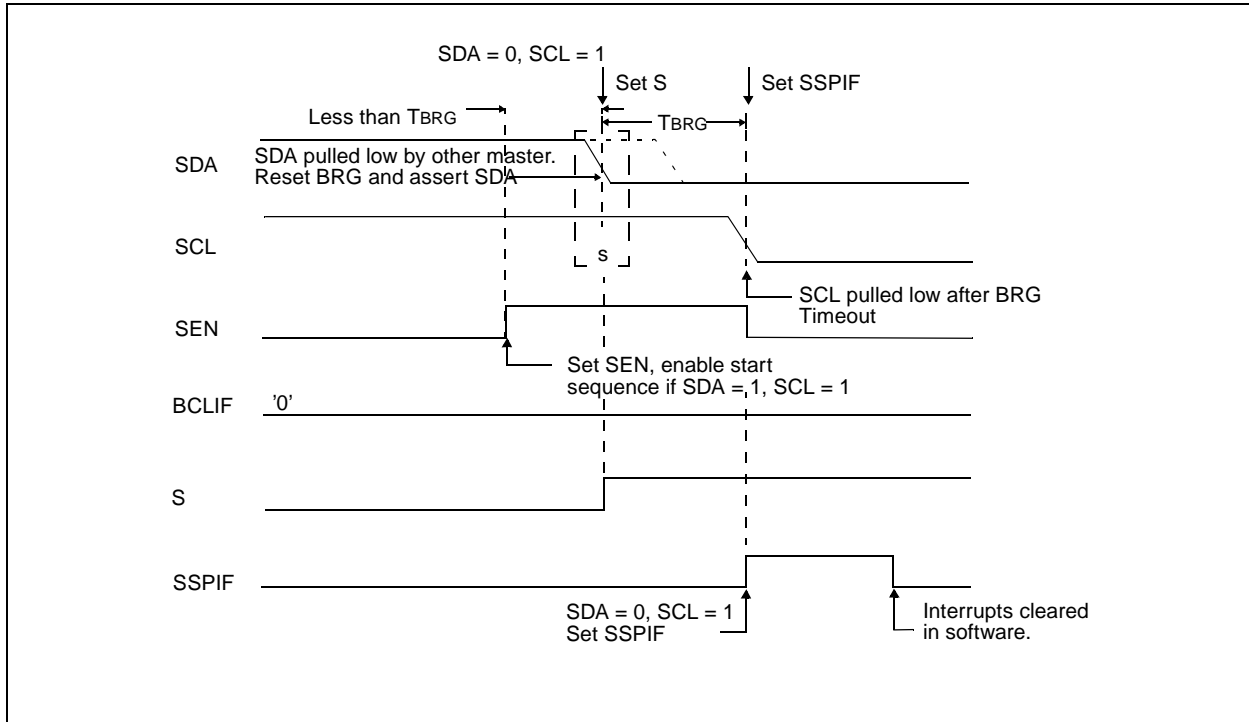 SDA = 0, SCL = 1
Set S
Set SSPIF
Less than TBRG
TBRG
SDA
SDA pulled low by other master.
Reset BRG and assert SDA
SCL
s
SCL pulled low after BRG
Timeout
SEN
Set SEN, enable start
sequence if SDA = 1, SCL = 1
BCLIF
'0'
S
SSPIF
SDA = 0, SCL = 1
Set SSPIF
Interrupts cleared
in software.